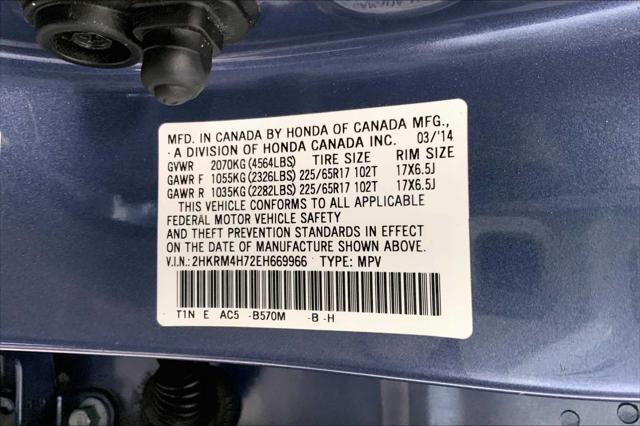 MFD. IN CANADA BY HONDA OF CANADA MFG.,
A DIVISION OF HONDA CANADA INC. 03/'14
GVWR 2070KG(4564LBS) TIRE SIZE RIM SIZE
GAWR F 1055KG(2326LBS) 225/65R17 102T 17X6.5J
GAWR R 1035KG(2282LBS) 225/65R17 102T 17X6.5J
THIS VEHICLE CONFORMS TO ALL APPLICABLE
FEDERAL MOTOR VEHICLE SAFETY
AND THEFT PREVENTION STANDARDS IN EFFECT
ON THE DATE OF MANUFACTURE SHOWN ABOVE.
V.I.N.: 2HKRM4H72EH669966 TYPE: MPV
T1N E AC5 -B570M -B -H